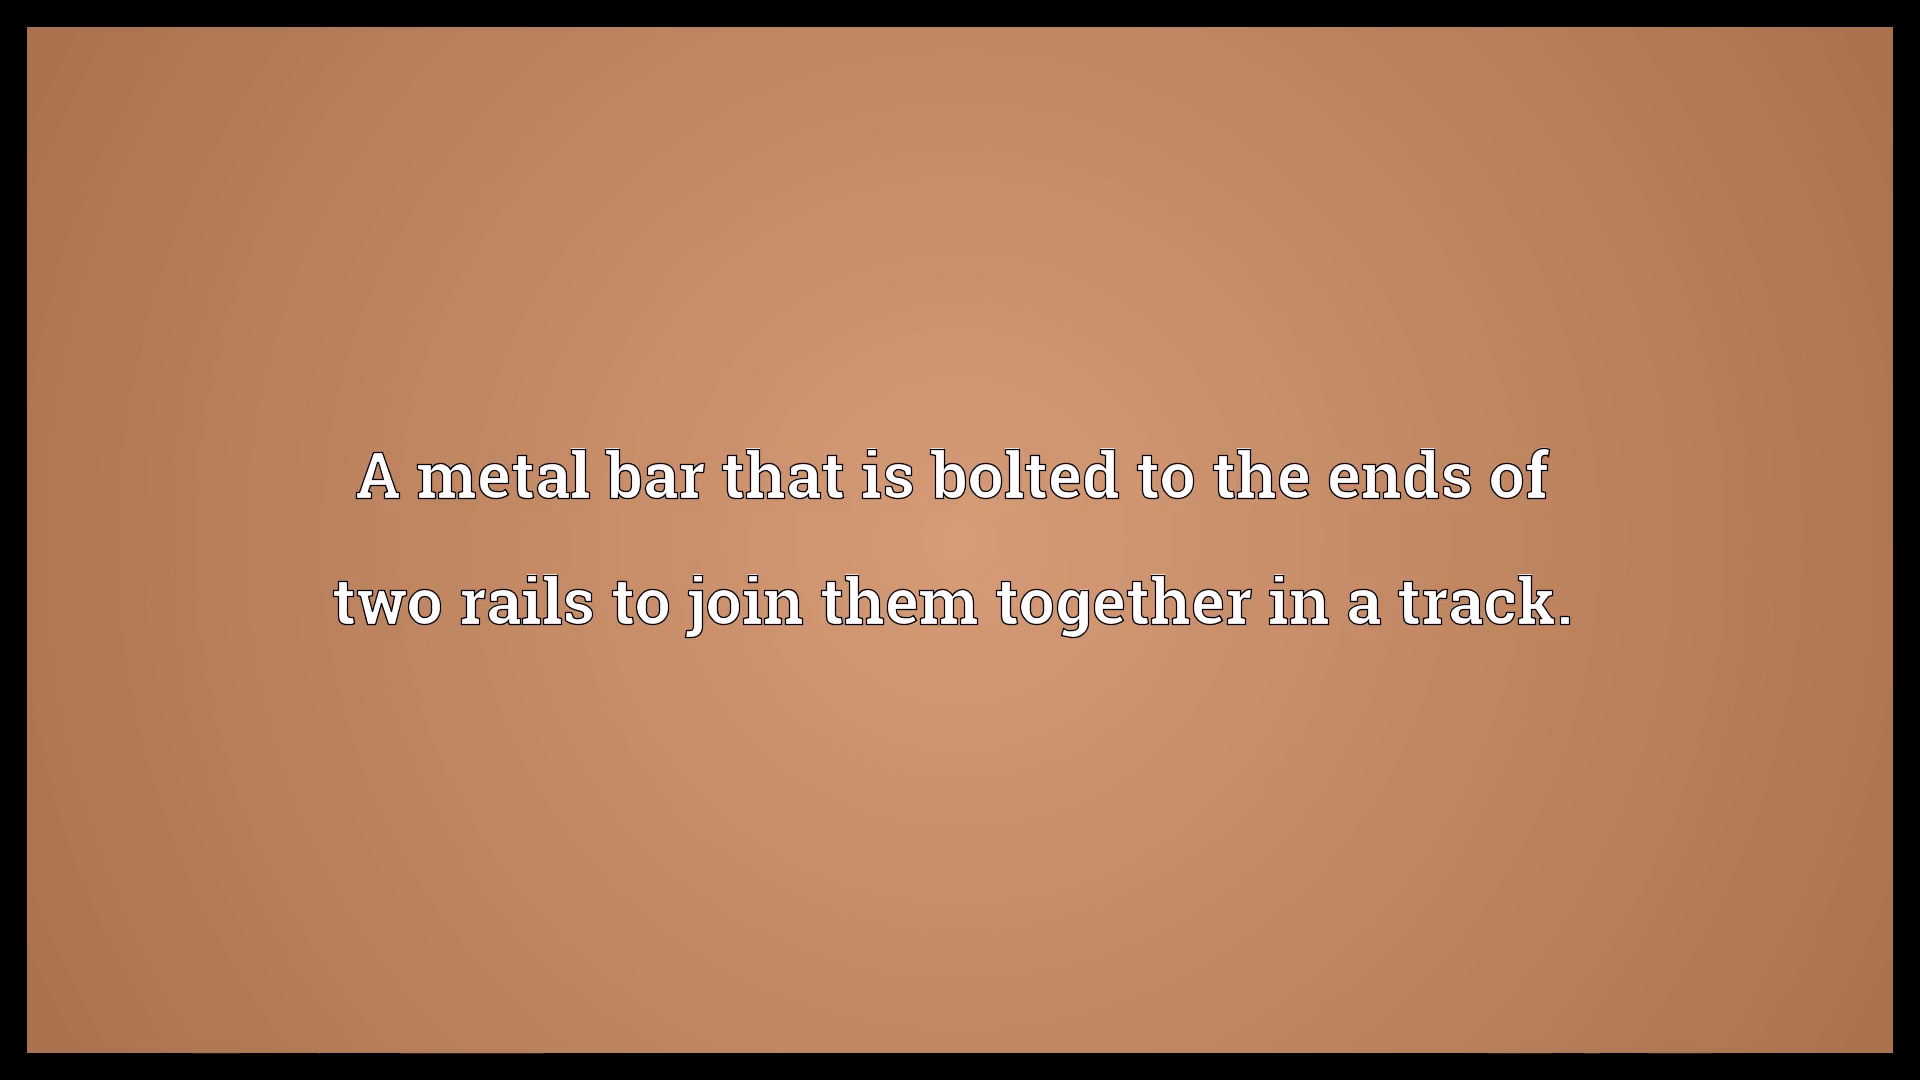 A metal bar that is bolted to the ends of
two rails to join them together in a track.